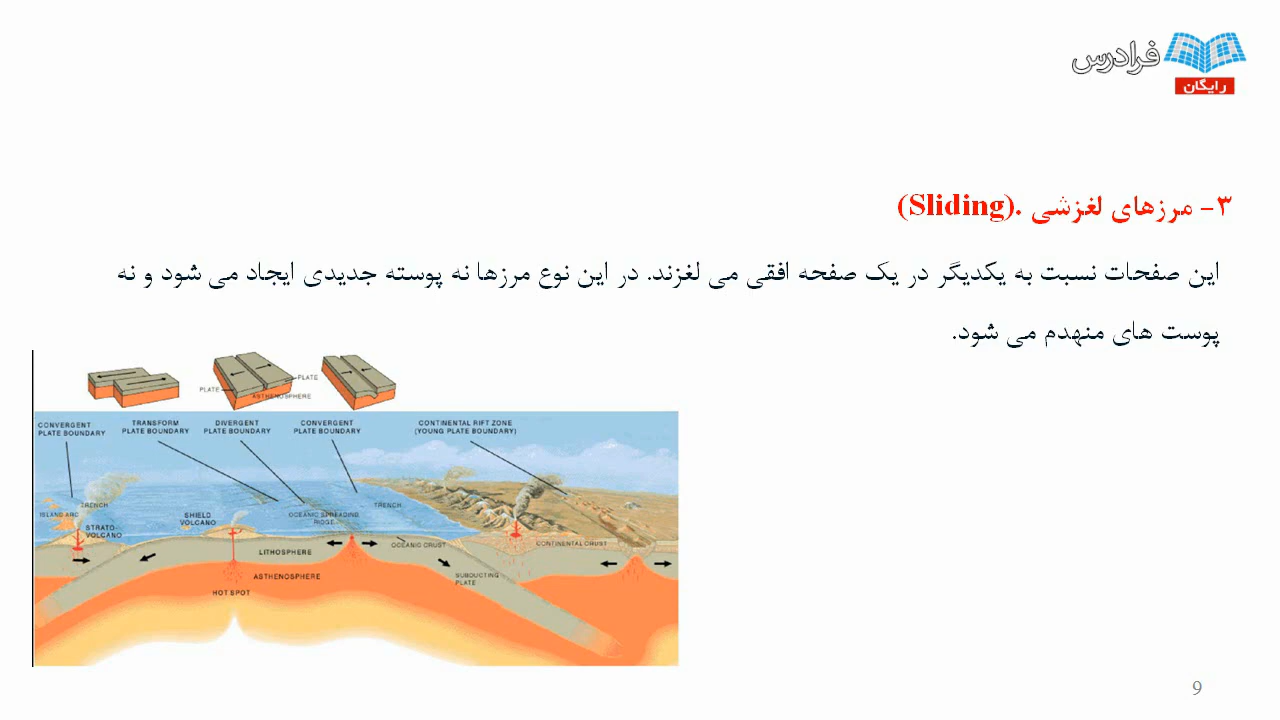 فرادرس
رایگان
۳- مرزهای لغزشی .(Sliding)
این صفحات نسبت به یکدیگر در یک صفحه افقی می لغزند. در این نوع مرزها نه پوسته جدیدی ایجاد می شود و نه
پوست های منهدم می شود.
PLATE
PLATE
ASTHENOSPHERE
CONVERGENT
PLATE BOUNDARY
TRANSFORM
PLATE BOUNDARY
DIVERGENT
PLATE BOUNDARY
CONVERGENT
PLATE BOUNDARY
CONTINENTAL RIFT ZONE
(YOUNG PLATE BOUNDARY)
TRENCH
ISLAND ARC
STRATO-
VOLCANO
SHIELD
VOLCANO
OCEANIC SPREADING
RIDGE
TRENCH
LITHOSPHERE
OCEANIC CRUST
CONTINENTAL CRUST
ASTHENOSPHERE
SUBDUCTING
PLATE
HOT SPOT
9